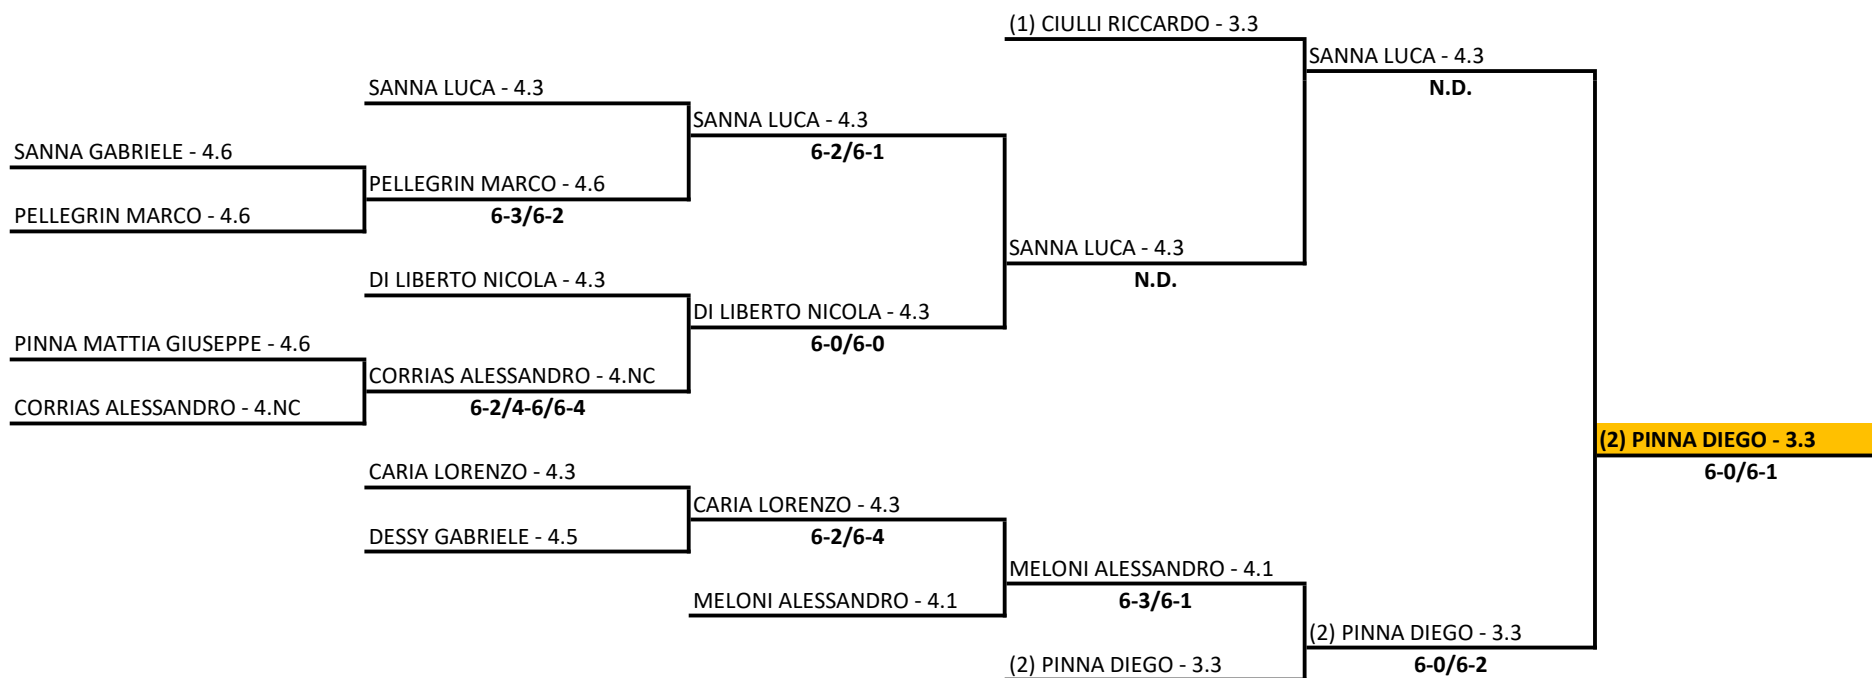 (1) CIULLI RICCARDO - 3.3
SANNA LUCA - 4.3
N.D.
SANNA LUCA - 4.3
SANNA LUCA - 4.3
6-2/6-1
SANNA GABRIELE - 4.6
PELLEGRIN MARCO - 4.6
6-3/6-2
PELLEGRIN MARCO - 4.6
SANNA LUCA - 4.3
N.D.
DI LIBERTO NICOLA - 4.3
DI LIBERTO NICOLA - 4.3
6-0/6-0
PINNA MATTIA GIUSEPPE - 4.6
CORRIAS ALESSANDRO - 4.NC
6-2/4-6/6-4
CORRIAS ALESSANDRO - 4.NC
(2) PINNA DIEGO - 3.3
6-0/6-1
CARIA LORENZO - 4.3
CARIA LORENZO - 4.3
6-2/6-4
DESSY GABRIELE - 4.5
MELONI ALESSANDRO - 4.1
6-3/6-1
MELONI ALESSANDRO - 4.1
(2) PINNA DIEGO - 3.3
6-0/6-2
(2) PINNA DIEGO - 3.3